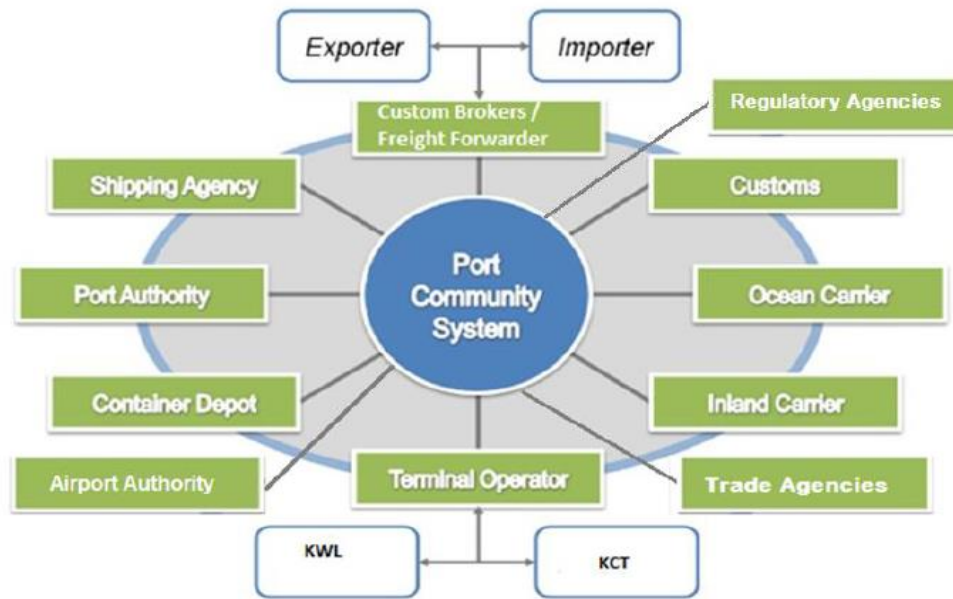 Exporter
Importer
Custom Brokers /
Freight Forwarder
Regulatory Agencies
Shipping Agency
Customs
Port
Community
System
Port Authority
Ocean Carrier
Container Depot
Inland Carrier
Airport Authority
Terminal Operator
Trade Agencies
KWL
KCT